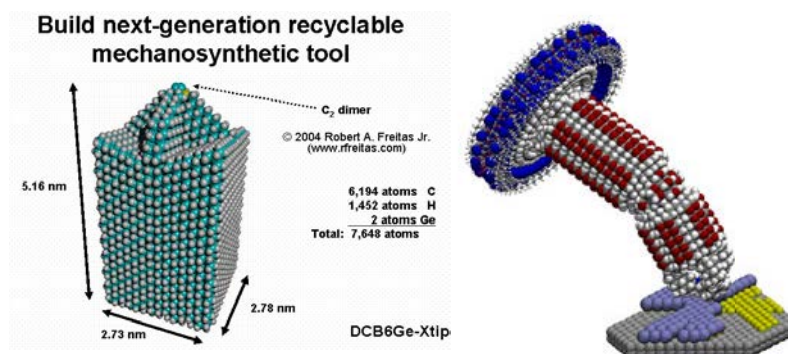 Build next-generation recyclable
mechanosynthetic tool
C₂ dimer
© 2004 Robert A. Freitas Jr.
(www.rfreitas.com)
5.16 nm
6,194 atoms C
1,452 atoms H
2 atoms Ge
Total: 7,648 atoms
2.78 nm
2.73 nm
DCB6Ge-Xtip